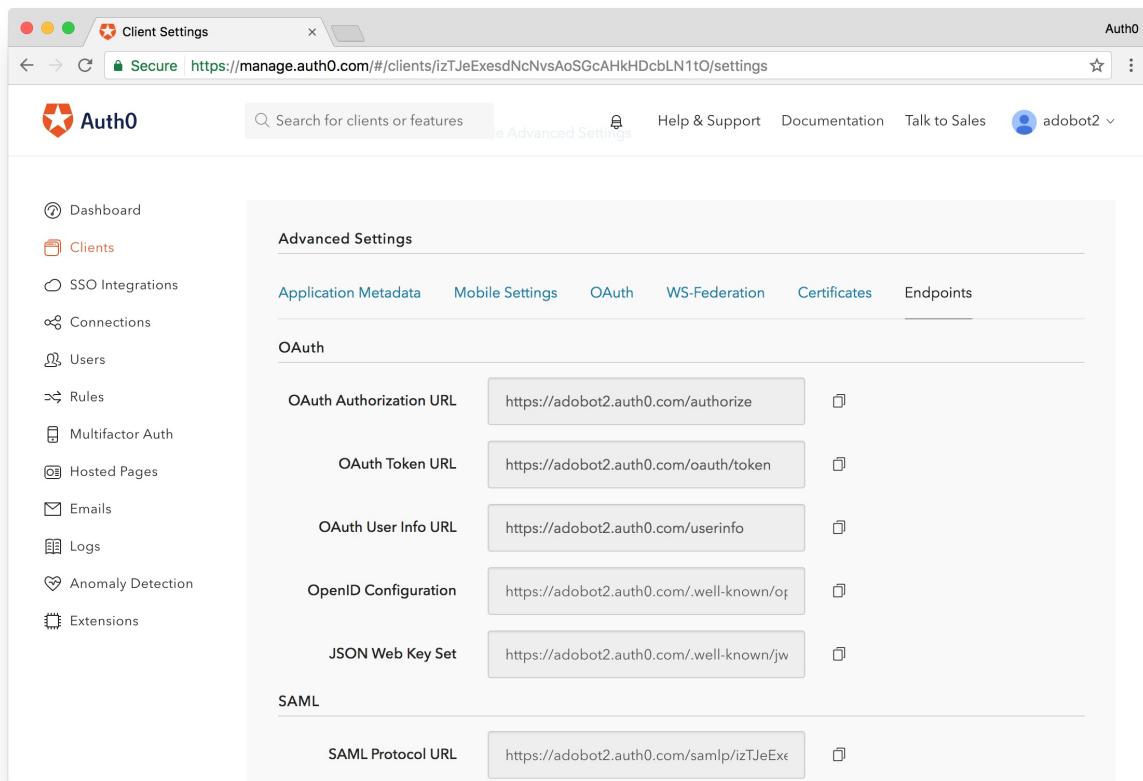 Client Settings
Auth0
Secure https://manage.auth0.com/#/clients/izTJeExesdNcNvsAoSGcAHkHDcbLN1tO/settings
Auth0
Search for clients or features
e Advanced Settings
Help & Support
Documentation
Talk to Sales
adobot2
Dashboard
Clients
SSO Integrations
Connections
Users
Rules
Multifactor Auth
Hosted Pages
Emails
Logs
Anomaly Detection
Extensions
Advanced Settings
Application Metadata
Mobile Settings
OAuth
WS-Federation
Certificates
Endpoints
OAuth
OAuth Authorization URL https://adobot2.auth0.com/authorize
OAuth Token URL https://adobot2.auth0.com/oauth/token
OAuth User Info URL https://adobot2.auth0.com/userinfo
OpenID Configuration https://adobot2.auth0.com/.well-known/op
JSON Web Key Set https://adobot2.auth0.com/.well-known/jw
SAML
SAML Protocol URL https://adobot2.auth0.com/samlp/izTJeExe